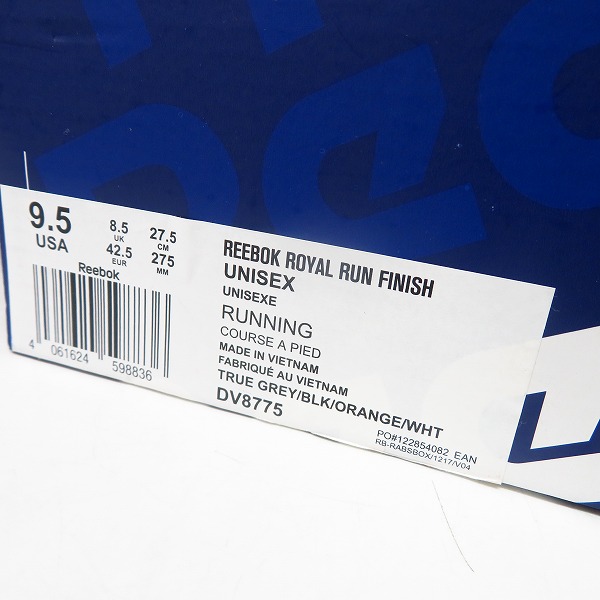 9.5
USA
8.5
UK
42.5
EUR
27.5
CM
275
MM
Reebok
4 061624 598836
REEBOK ROYAL RUN FINISH
UNISEX
UNISEXE
RUNNING
COURSE A PIED
MADE IN VIETNAM
FABRIQUÉ AU VIETNAM
TRUE GREY/BLK/ORANGE/WHT
DV8775
PO#122854082 EAN
RB-RABSBOX/1217/V04